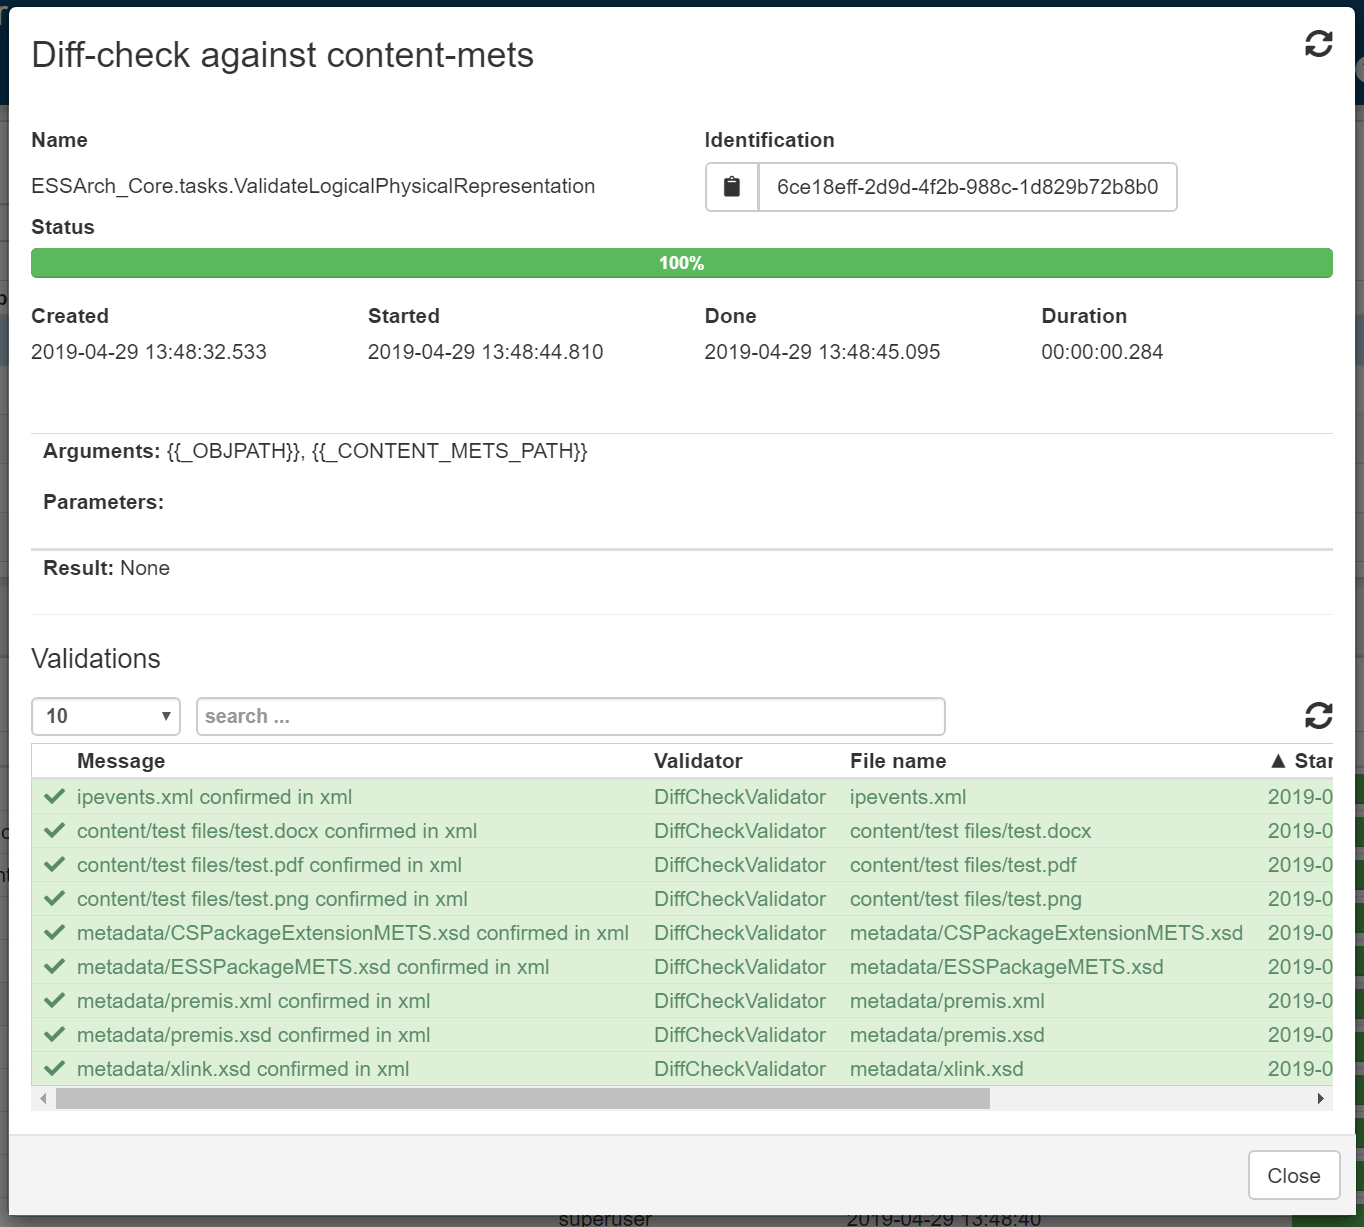 Diff-check against content-mets
Name
Identification
ESSArch_Core.tasks.ValidateLogicalPhysicalRepresentation
6ce18eff-2d9d-4f2b-988c-1d829b72b8b0
Status
100%
Created Started Done Duration
2019-04-29 13:48:32.533 2019-04-29 13:48:44.810 2019-04-29 13:48:45.095 00:00:00.284
Arguments: {{_OBJPATH}}, {{_CONTENT_METS_PATH}}
Parameters:
Result: None
Validations
10 search ...
Message Validator File name ▲ Star
ipevents.xml confirmed in xml DiffCheckValidator ipevents.xml 2019-0
content/test files/test.docx confirmed in xml DiffCheckValidator content/test files/test.docx 2019-0
content/test files/test.pdf confirmed in xml DiffCheckValidator content/test files/test.pdf 2019-0
content/test files/test.png confirmed in xml DiffCheckValidator content/test files/test.png 2019-0
metadata/CSPackageExtensionMETS.xsd confirmed in xml DiffCheckValidator metadata/CSPackageExtensionMETS.xsd 2019-0
metadata/ESSPackageMETS.xsd confirmed in xml DiffCheckValidator metadata/ESSPackageMETS.xsd 2019-0
metadata/premis.xml confirmed in xml DiffCheckValidator metadata/premis.xml 2019-0
metadata/premis.xsd confirmed in xml DiffCheckValidator metadata/premis.xsd 2019-0
metadata/xlink.xsd confirmed in xml DiffCheckValidator metadata/xlink.xsd 2019-0
Close
superuser 2019-04-29 13:48:40